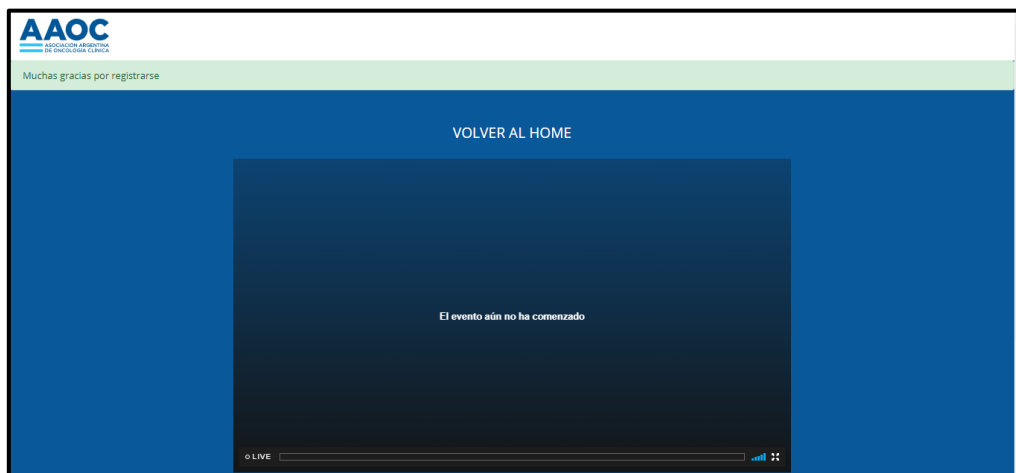 AAOC
ASOCIACIÓN ARGENTINA
DE ONCOLOGÍA CLÍNICA
Muchas gracias por registrarse
VOLVER AL HOME
El evento aún no ha comenzado
LIVE